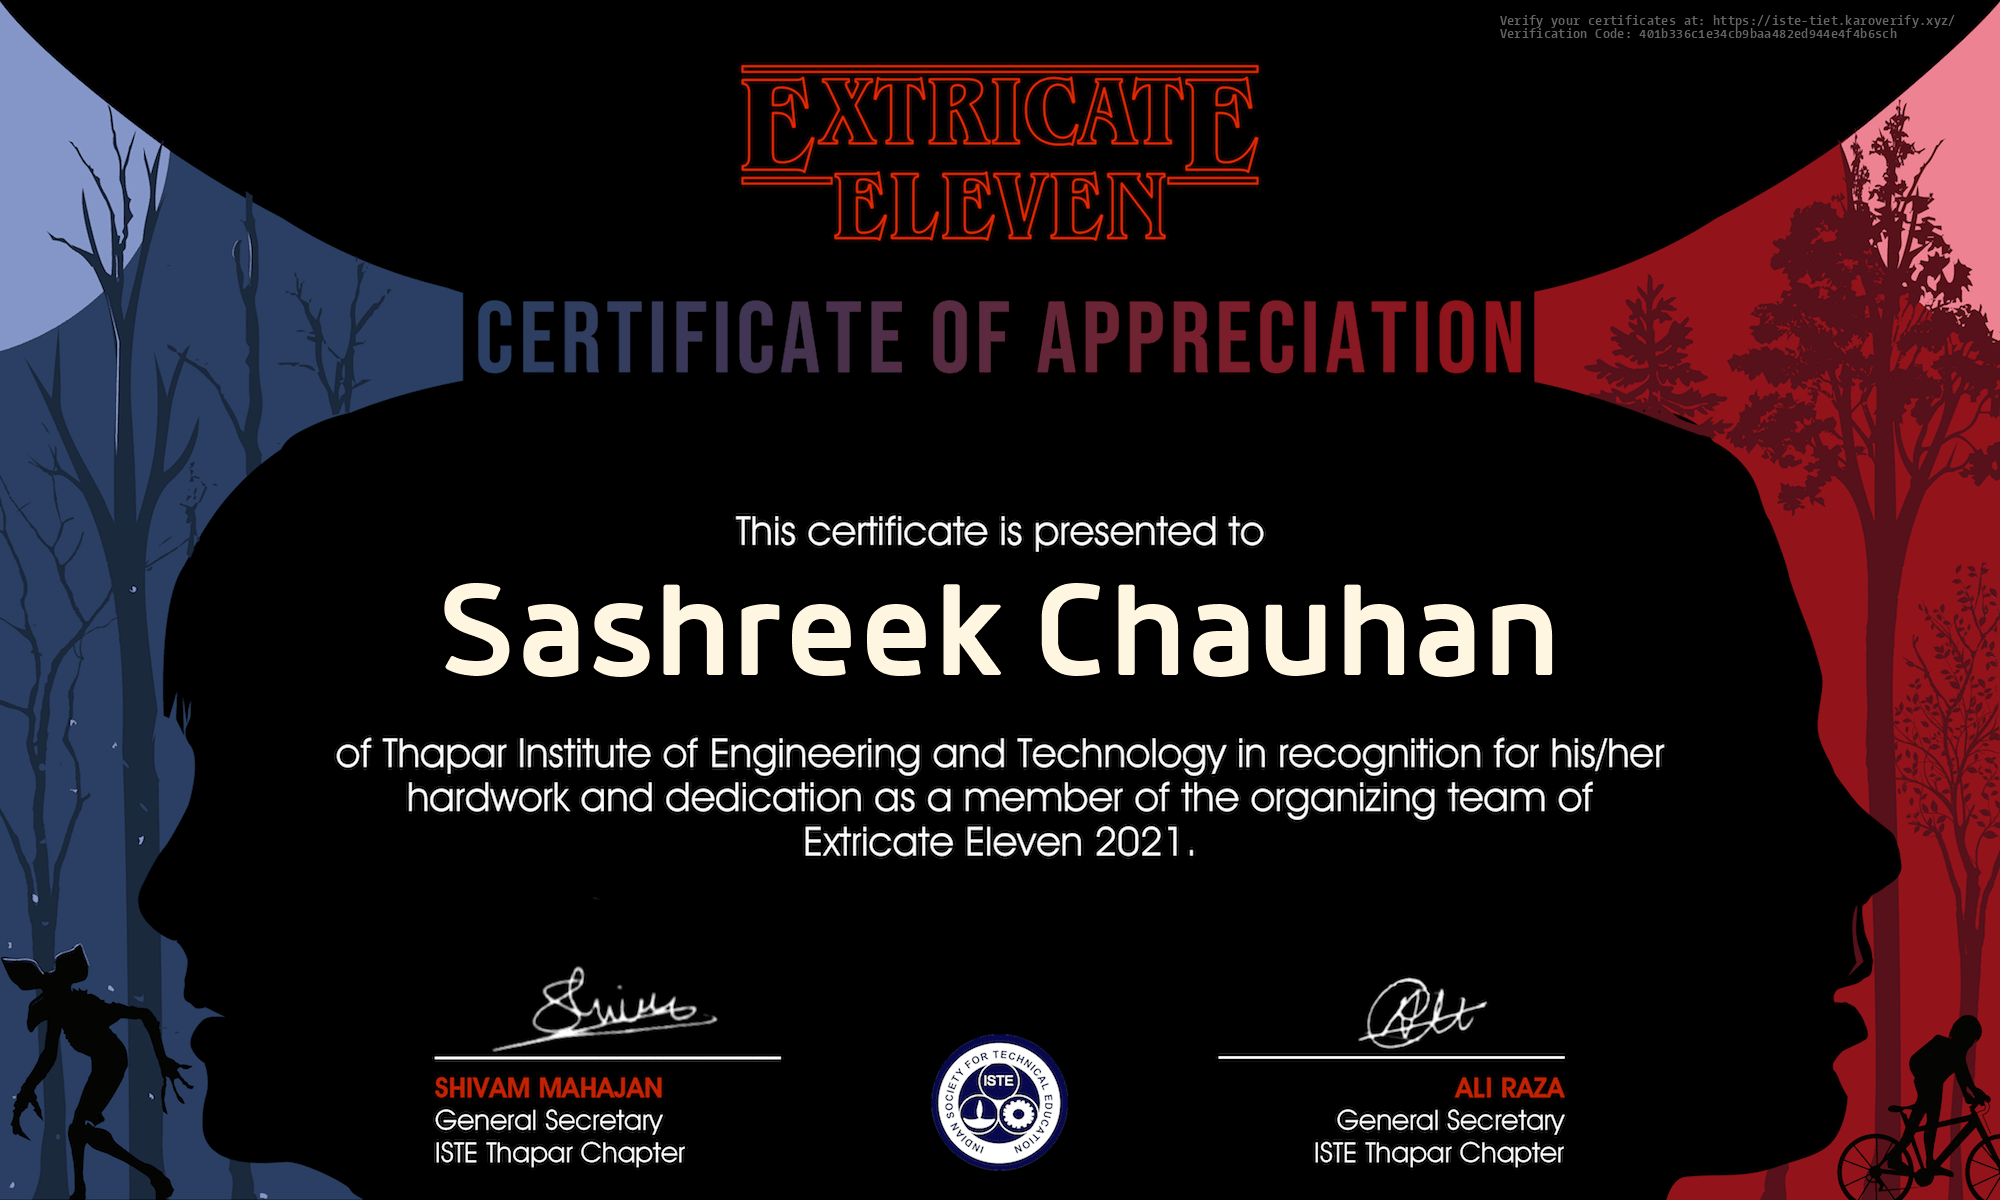 Verify your certificates at: https://iste-tiet.karoverify.xyz/
Verification Code: 401b336c1e34cb9baa482ed944e4f4b6sch
EXTRICATE
ELEVEN
CERTIFICATE OF APPRECIATION
This certificate is presented to
Sashreek Chauhan
of Thapar Institute of Engineering and Technology in recognition for his/her
hardwork and dedication as a member of the organizing team of
Extricate Eleven 2021.
SHIVAM MAHAJAN
General Secretary
ISTE Thapar Chapter
INDIAN SOCIETY FOR TECHNICAL EDUCATION
ISTE
ALI RAZA
General Secretary
ISTE Thapar Chapter